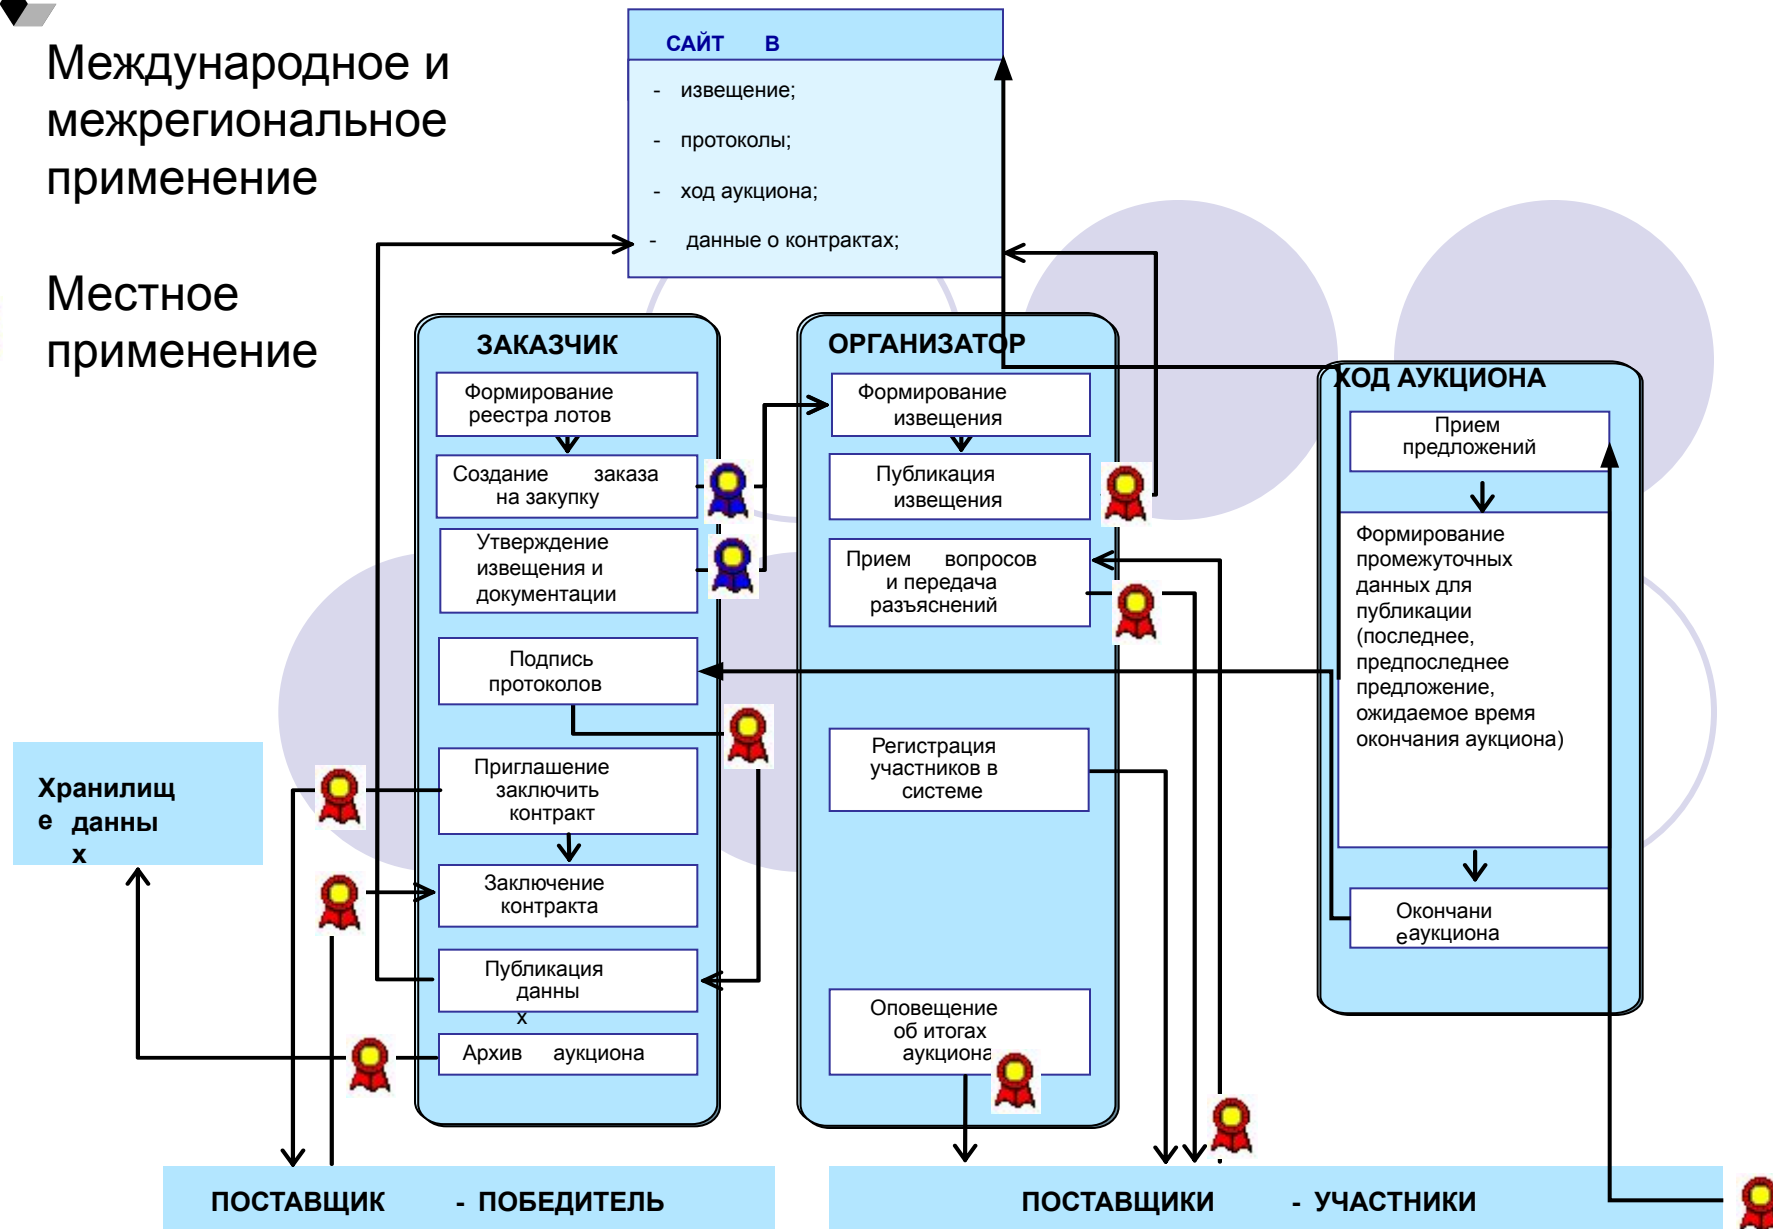 Международное и
межрегиональное
применение
Местное
применение
САЙТ В
- извещение;
- протоколы;
- ход аукциона;
- данные о контрактах;
ЗАКАЗЧИК
Формирование
реестра лотов
Создание заказа
на закупку
Утверждение
извещения и
документации
Подпись
протоколов
Приглашение
заключить
контракт
Заключение
контракта
Публикация
данны
х
Архив аукциона
ОРГАНИЗАТОР
Формирование
извещения
Публикация
извещения
Прием вопросов
и передача
разъяснений
Регистрация
участников в
системе
Оповещение
об итогах
аукциона
ХОД АУКЦИОНА
Прием
предложений
Формирование
промежуточных
данных для
публикации
(последнее,
предпоследнее
предложение,
ожидаемое время
окончания аукциона)
Окончани
еаукциона
Хранилищ
е данны
х
ПОСТАВЩИК - ПОБЕДИТЕЛЬ
ПОСТАВЩИКИ - УЧАСТНИКИ